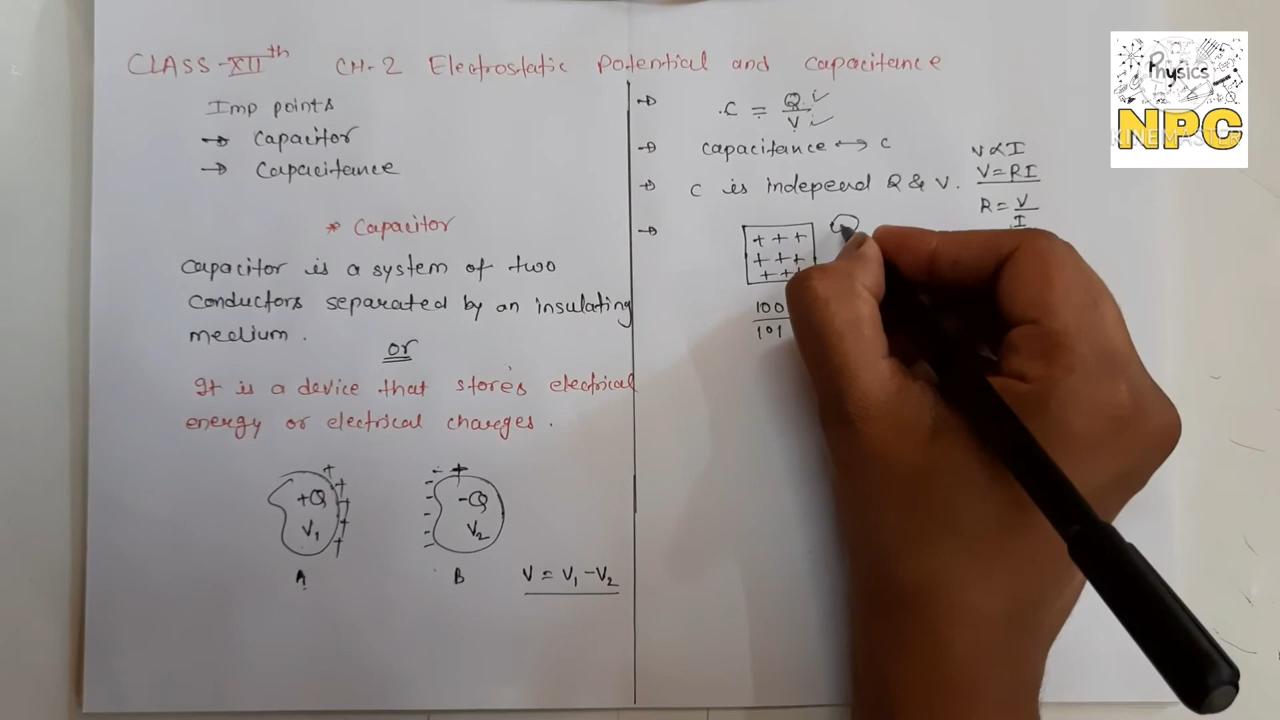 CLASS-XIIth CH-2 Electrostatic Potential and Capacitance
Imp points
→ Capacitor
→ Capacitance
* Capacitor
Capacitor is a system of two
conductors separated by an insulating
medium.
or
It is a device that stores electrical
energy or electrical charges.
+Q
V1
A
-Q
V2
B
V = V1 - V2
→ C = Q/V
→ capacitance ↔ C
→ C is independ Q & V.
V ∝ I
V = RI
R = V/I
→
+ + +
+ + +
+ + +
100
101
Physics
NPC
KINEMASTER